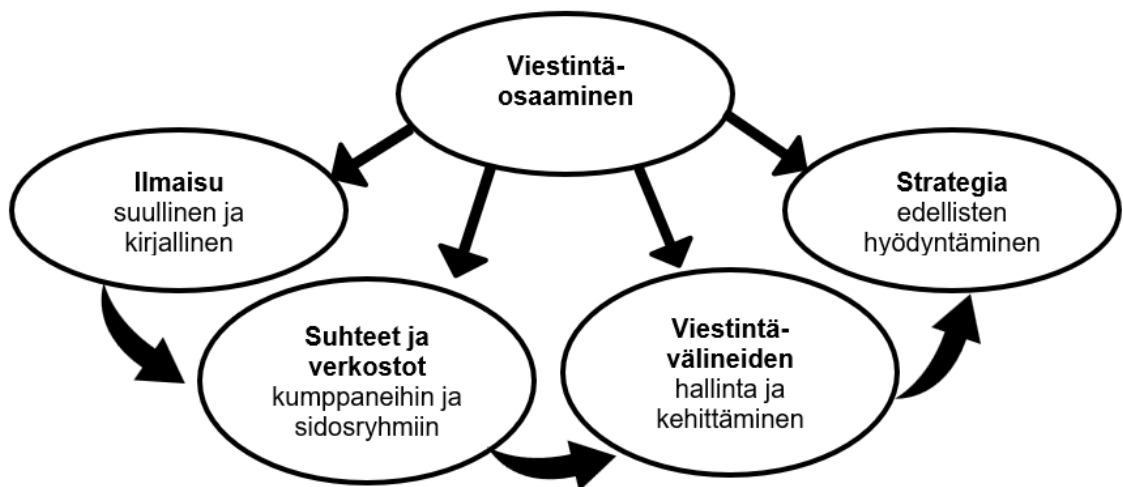 Viestintä-
osaaminen
Ilmaisu
suullinen ja
kirjallinen
Suhteet ja
verkostot
kumppaneihin ja
sidosryhmiin
Viestintä-
välineiden
hallinta ja
kehittäminen
Strategia
edellisten
hyödyntäminen